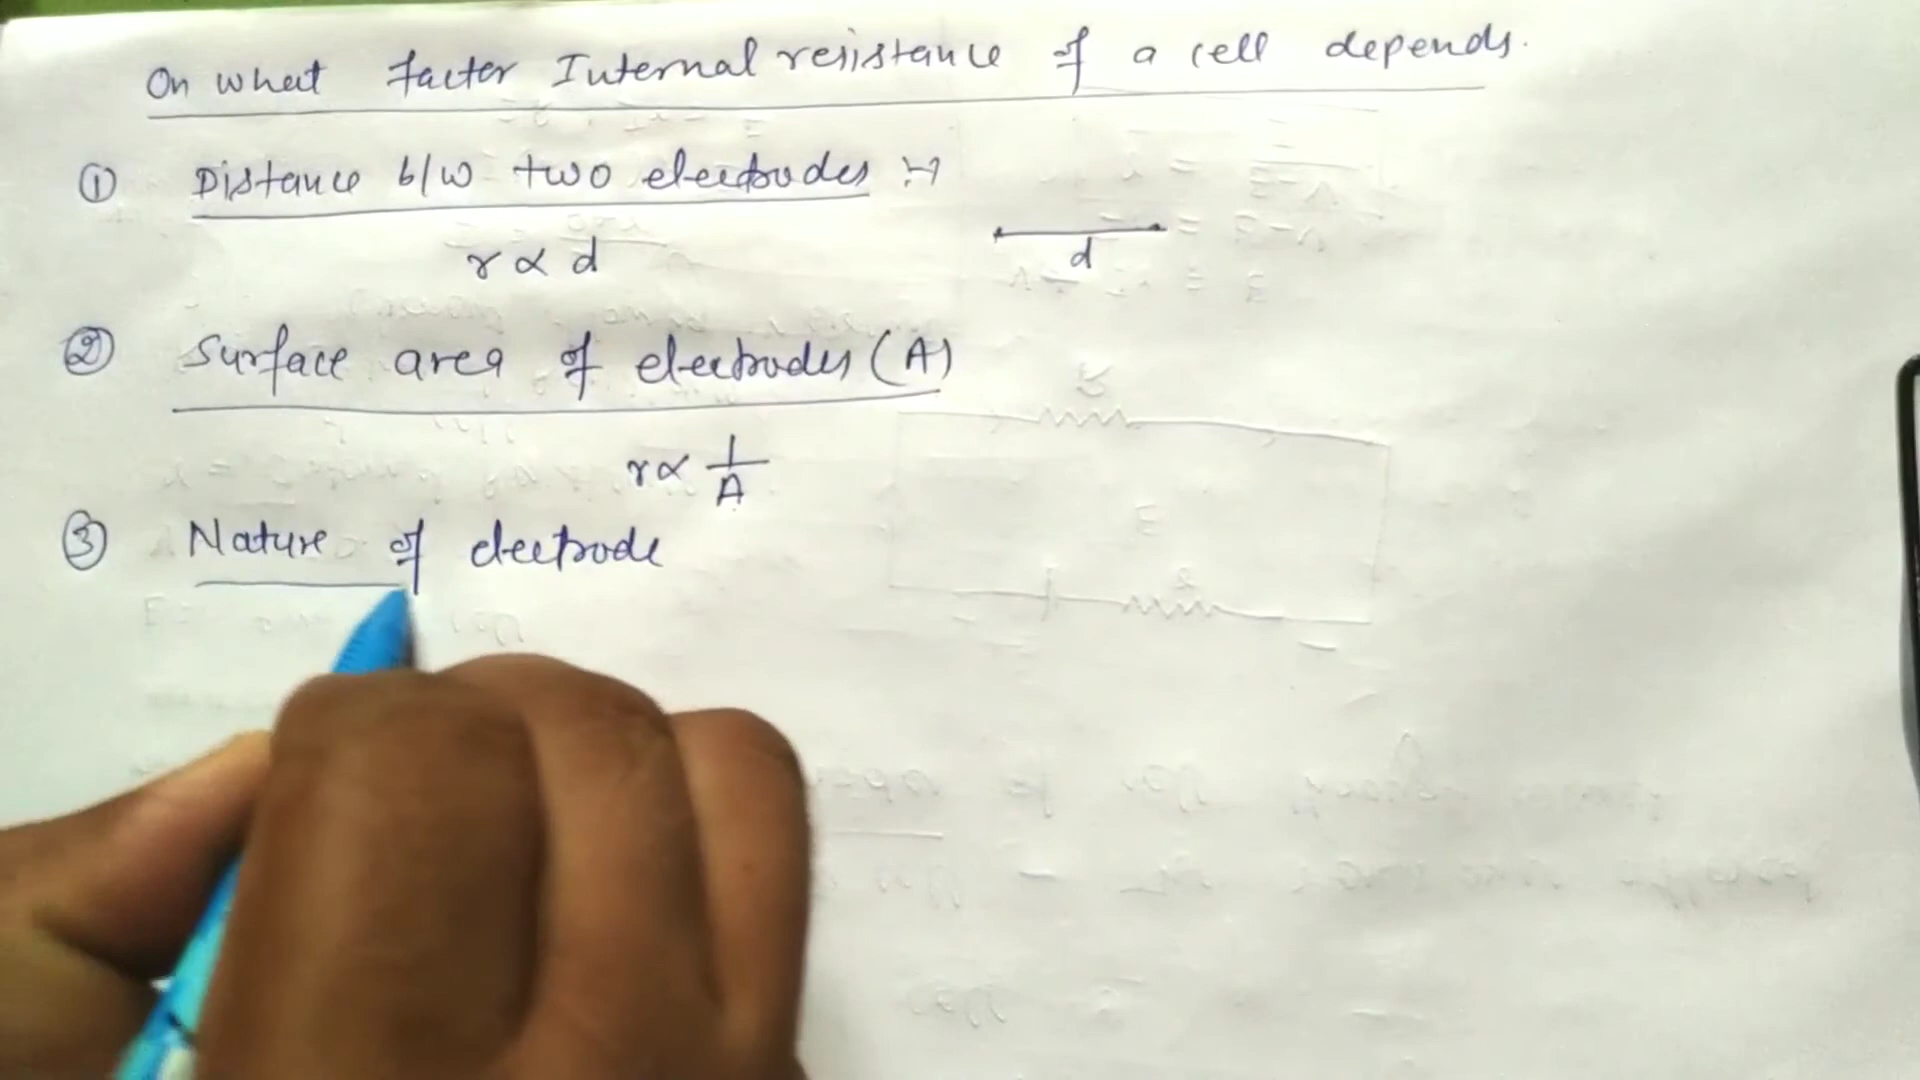 On what factor Internal resistance of a cell depends.
① Distance b/w two electrodes :→
r ∝ d
d
② Surface area of electrodes (A)
r ∝ 1/A
③ Nature of electrode